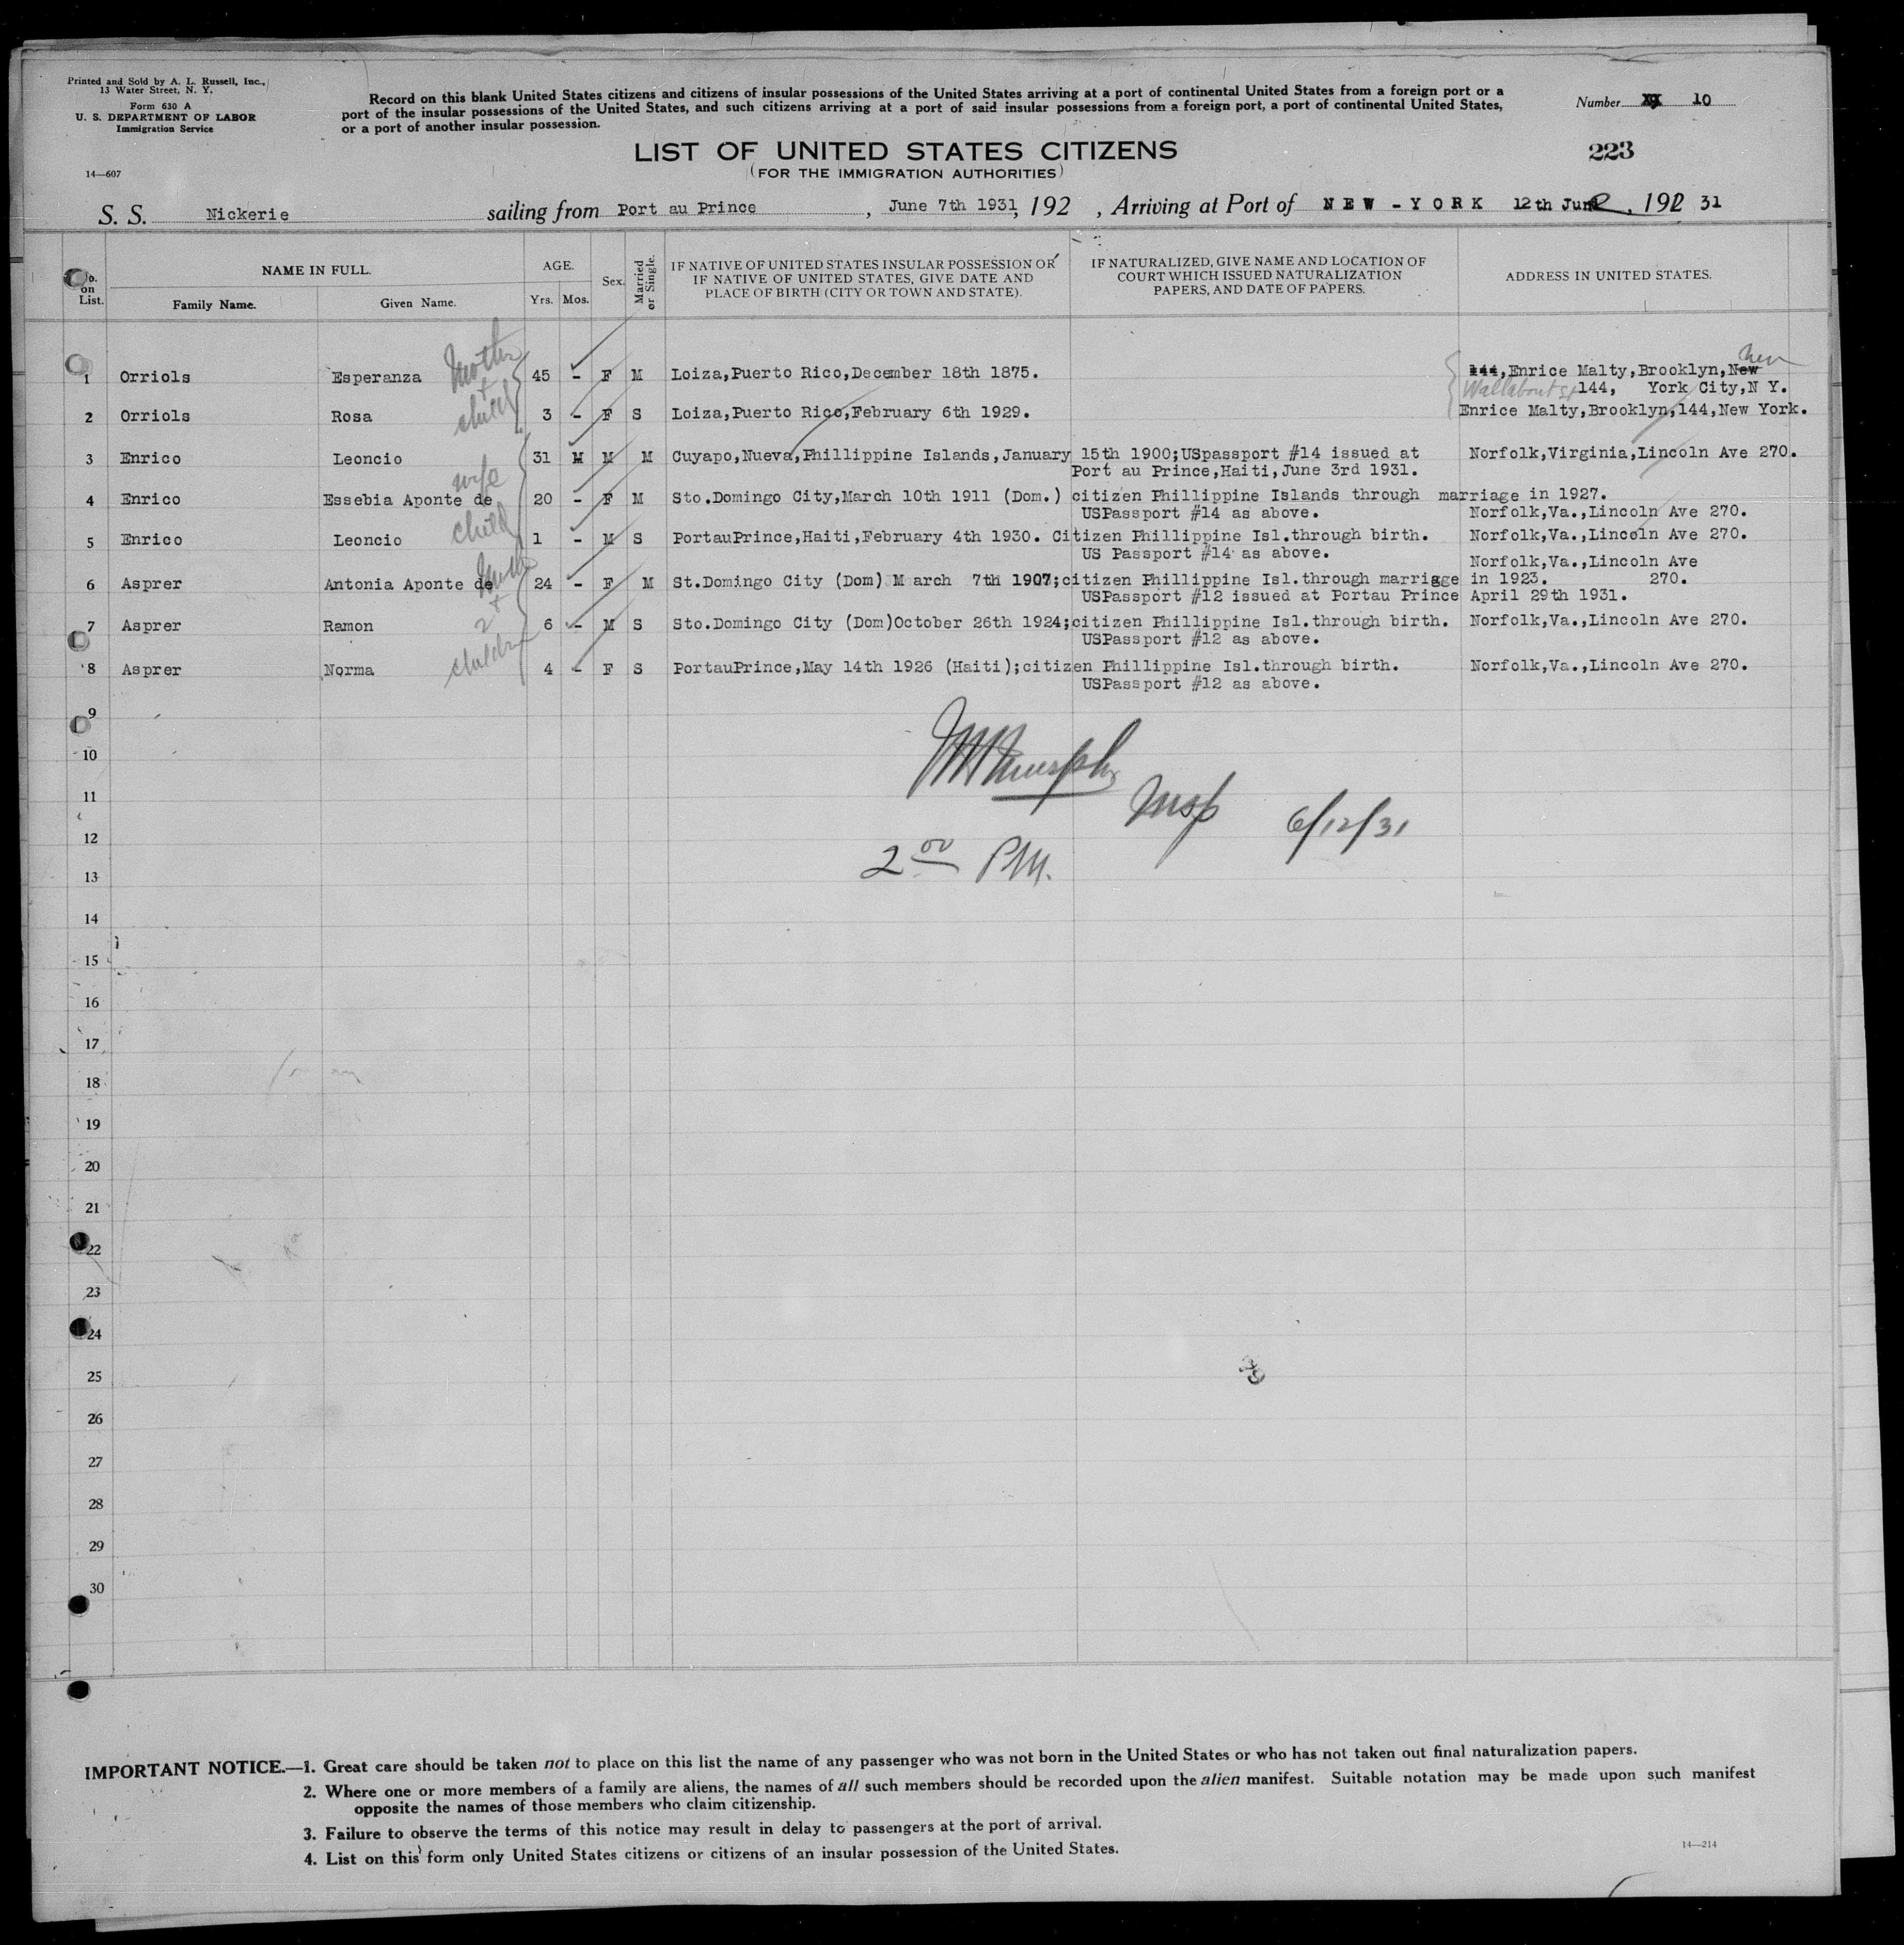 Printed and Sold by A. L. Russell, Inc.,
13 Water Street, N. Y.
Form 630 A
U. S. DEPARTMENT OF LABOR
Immigration Service
14—607
Record on this blank United States citizens and citizens of insular possessions of the United States arriving at a port of continental United States from a foreign port or a
port of the insular possessions of the United States, and such citizens arriving at a port of said insular possessions from a foreign port, a port of continental United States,
or a port of another insular possession.
Number 10
223
LIST OF UNITED STATES CITIZENS
(FOR THE IMMIGRATION AUTHORITIES)
S. S. Nickerie sailing from Port au Prince, June 7th 1931, 192 , Arriving at Port of NEW-YORK 12th June, 192 31
No. on List. NAME IN FULL. Family Name. Given Name. AGE. Yrs. Mos. Sex. Married or Single. IF NATIVE OF UNITED STATES INSULAR POSSESSION OR IF NATIVE OF UNITED STATES, GIVE DATE AND PLACE OF BIRTH (CITY OR TOWN AND STATE). IF NATURALIZED, GIVE NAME AND LOCATION OF COURT WHICH ISSUED NATURALIZATION PAPERS, AND DATE OF PAPERS. ADDRESS IN UNITED STATES.
1 Orriols Esperanza Mother + child 45 - F M Loiza,Puerto Rico,December 18th 1875. 144,Enrice Malty,Brooklyn,New New
Wallabout St 144, York City,N Y.
2 Orriols Rosa 3 - F S Loiza,Puerto Rico,February 6th 1929. Enrice Malty,Brooklyn,144,New York.
3 Enrico Leoncio 31 M M M Cuyapo,Nueva,Phillippine Islands,January 15th 1900;USpassport #14 issued at Norfolk,Virginia,Lincoln Ave 270.
Port au Prince,Haiti,June 3rd 1931.
4 Enrico Essebia Aponte de wife 20 - F M Sto.Domingo City,March 10th 1911 (Dom.) citizen Phillippine Islands through marriage in 1927.
USPassport #14 as above. Norfolk,Va.,Lincoln Ave 270.
5 Enrico Leoncio child 1 - M S PortauPrince,Haiti,February 4th 1930. Citizen Phillippine Isl.through birth. Norfolk,Va.,Lincoln Ave 270.
US Passport #14 as above. Norfolk,Va.,Lincoln Ave
6 Asprer Antonia Aponte de Mother + 2 children 24 - F M St.Domingo City (Dom) M arch 7th 1907;citizen Phillippine Isl.through marrigge in 1923. 270.
USPassport #12 issued at Portau Prince April 29th 1931.
7 Asprer Ramon 6 - M S Sto.Domingo City (Dom)October 26th 1924;citizen Phillippine Isl.through birth. Norfolk,Va.,Lincoln Ave 270.
USPassport #12 as above.
8 Asprer Norma 4 - F S PortauPrince,May 14th 1926 (Haiti);citizen Phillippine Isl.through birth. Norfolk,Va.,Lincoln Ave 270.
USPassport #12 as above.
9
10
Murphy
11
Insp 6/12/31
12
2 00 PM.
13
14
15
16
17
18
19
20
21
22
23
24
25
26
27
28
29
30
IMPORTANT NOTICE.—1. Great care should be taken not to place on this list the name of any passenger who was not born in the United States or who has not taken out final naturalization papers.
2. Where one or more members of a family are aliens, the names of all such members should be recorded upon the alien manifest. Suitable notation may be made upon such manifest
opposite the names of those members who claim citizenship.
3. Failure to observe the terms of this notice may result in delay to passengers at the port of arrival.
4. List on this form only United States citizens or citizens of an insular possession of the United States.
14—214